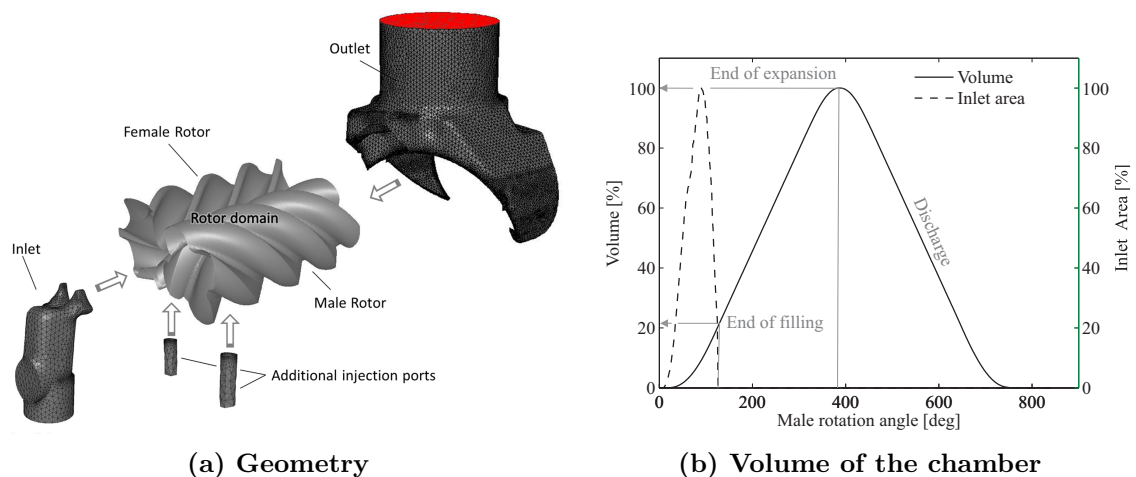 Outlet
Female Rotor
Rotor domain
Inlet
Male Rotor
Additional injection ports
(a) Geometry
End of expansion
Volume
Inlet area
Discharge
End of filling
Volume [%]
0
20
40
60
80
100
Inlet Area [%]
0
20
40
60
80
100
0 200 400 600 800
Male rotation angle [deg]
(b) Volume of the chamber